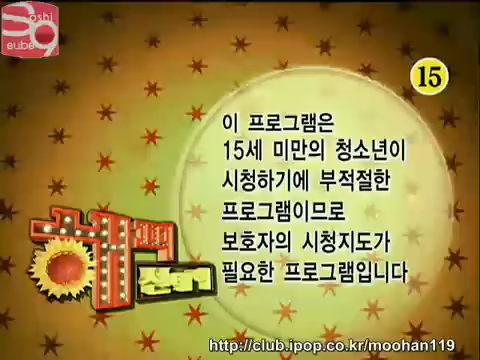 Soshi
eube
9
15
이 프로그램은
15세 미만의 청소년이
시청하기에 부적절한
프로그램이므로
보호자의 시청지도가
필요한 프로그램입니다
http://club.ipop.co.kr/moohan119